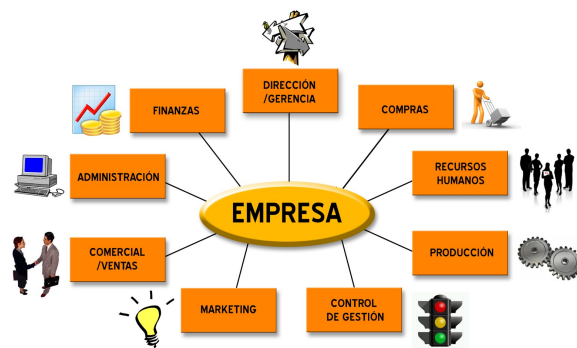 DIRECCIÓN
/GERENCIA
FINANZAS
COMPRAS
ADMINISTRACIÓN
RECURSOS
HUMANOS
EMPRESA
COMERCIAL
/VENTAS
PRODUCCIÓN
MARKETING
CONTROL
DE GESTIÓN